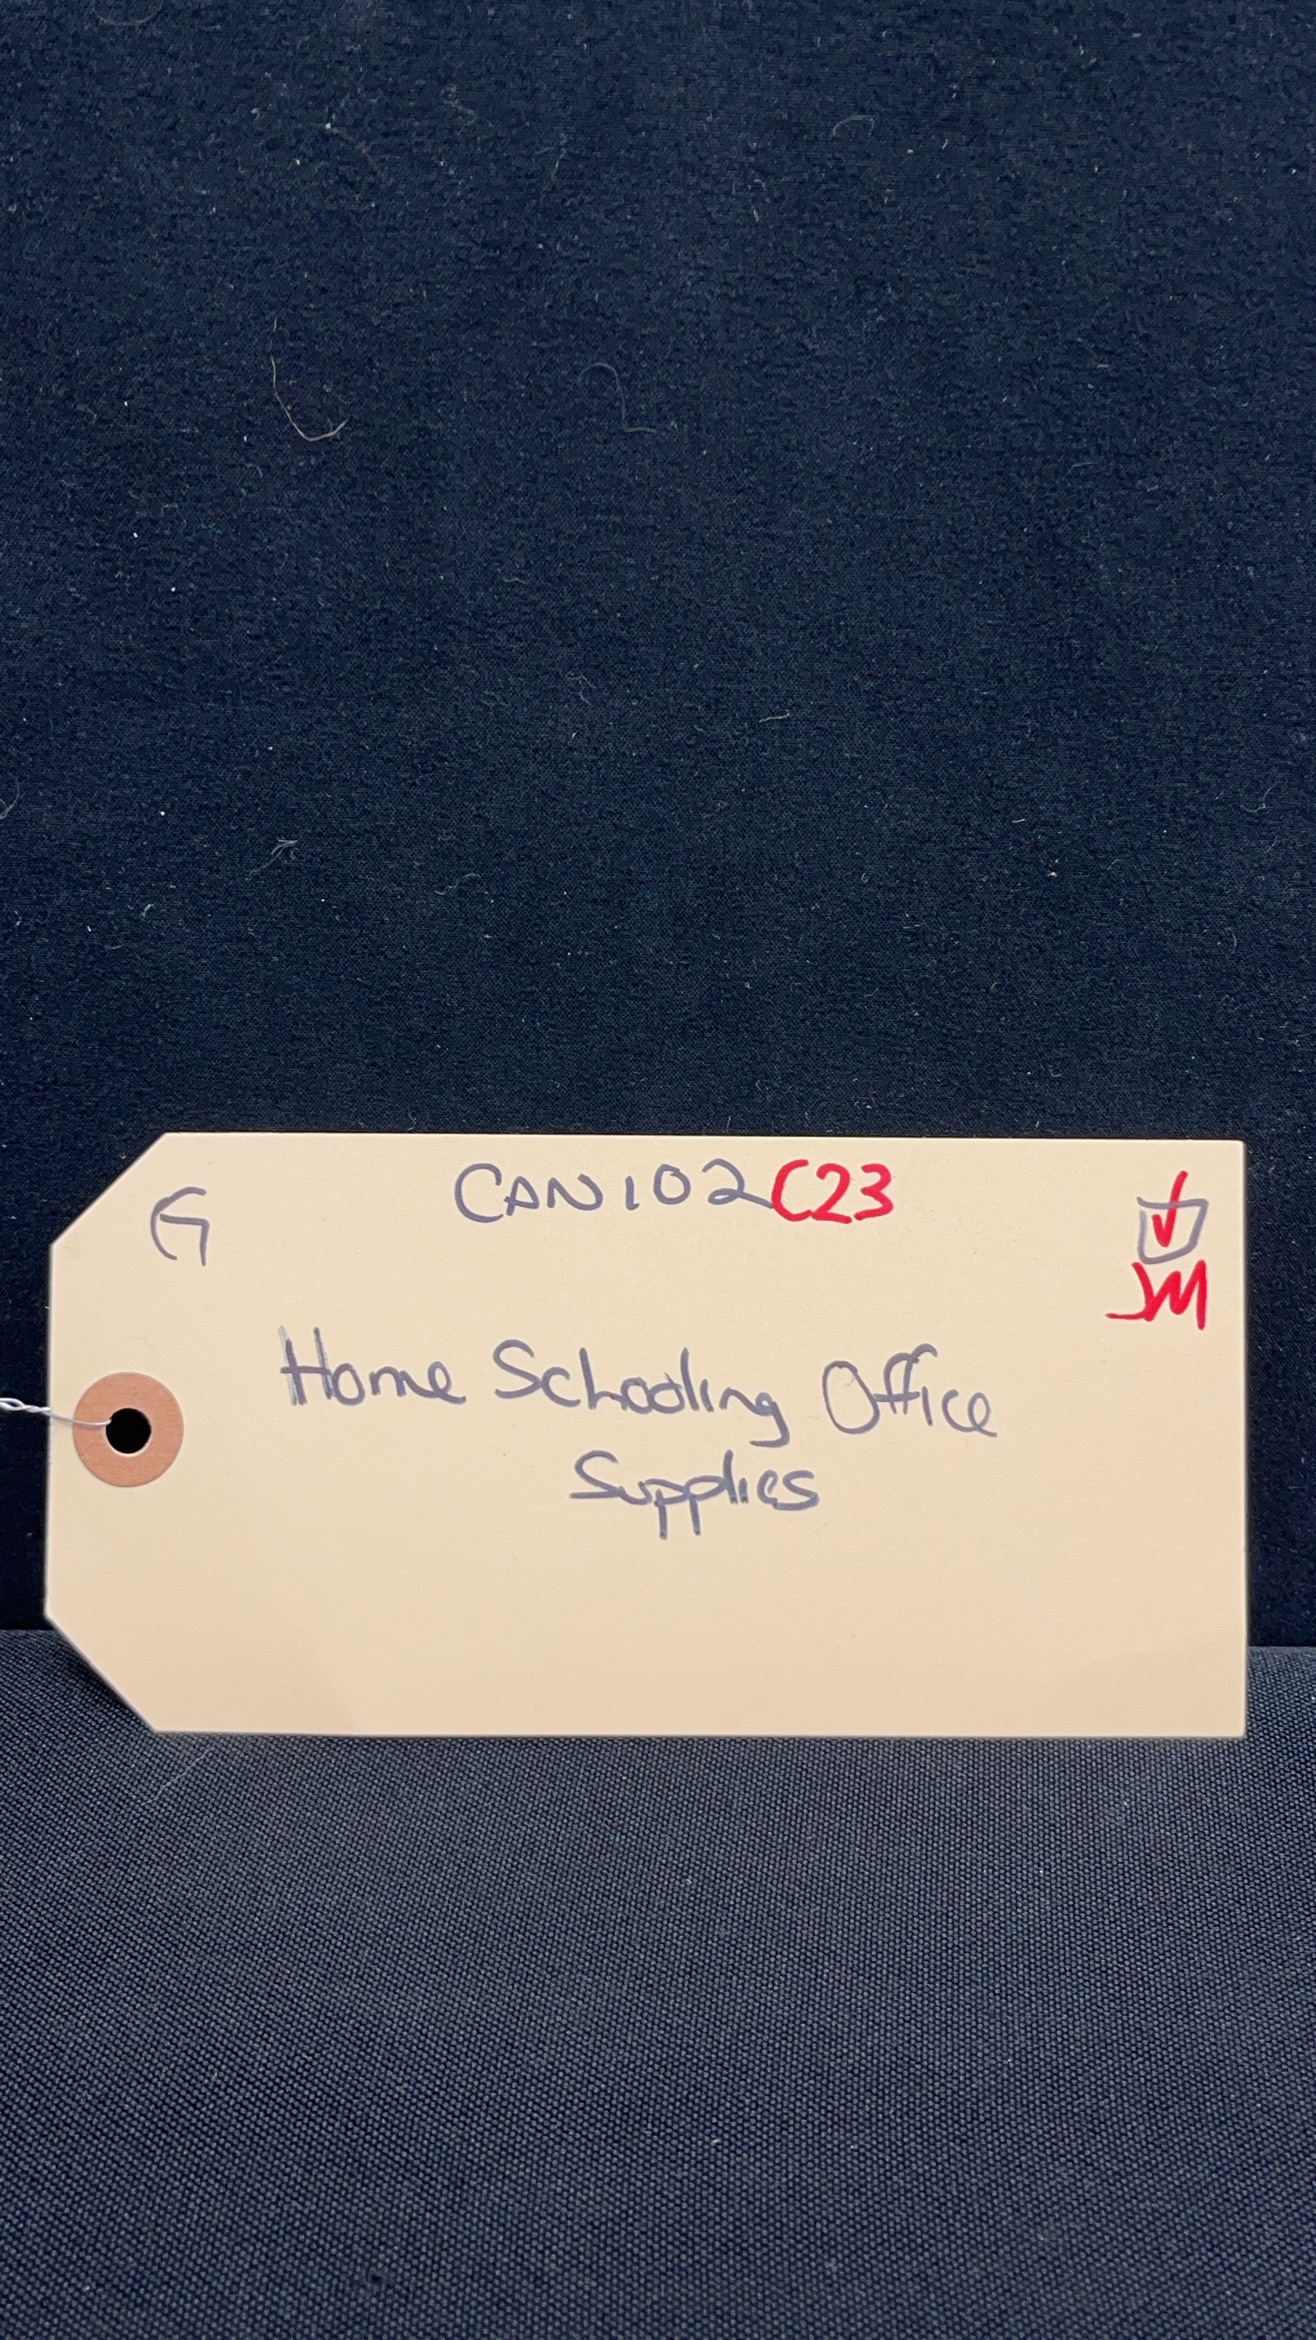 G CAN102C23 ✓
JM
Home Schooling Office
Supplies